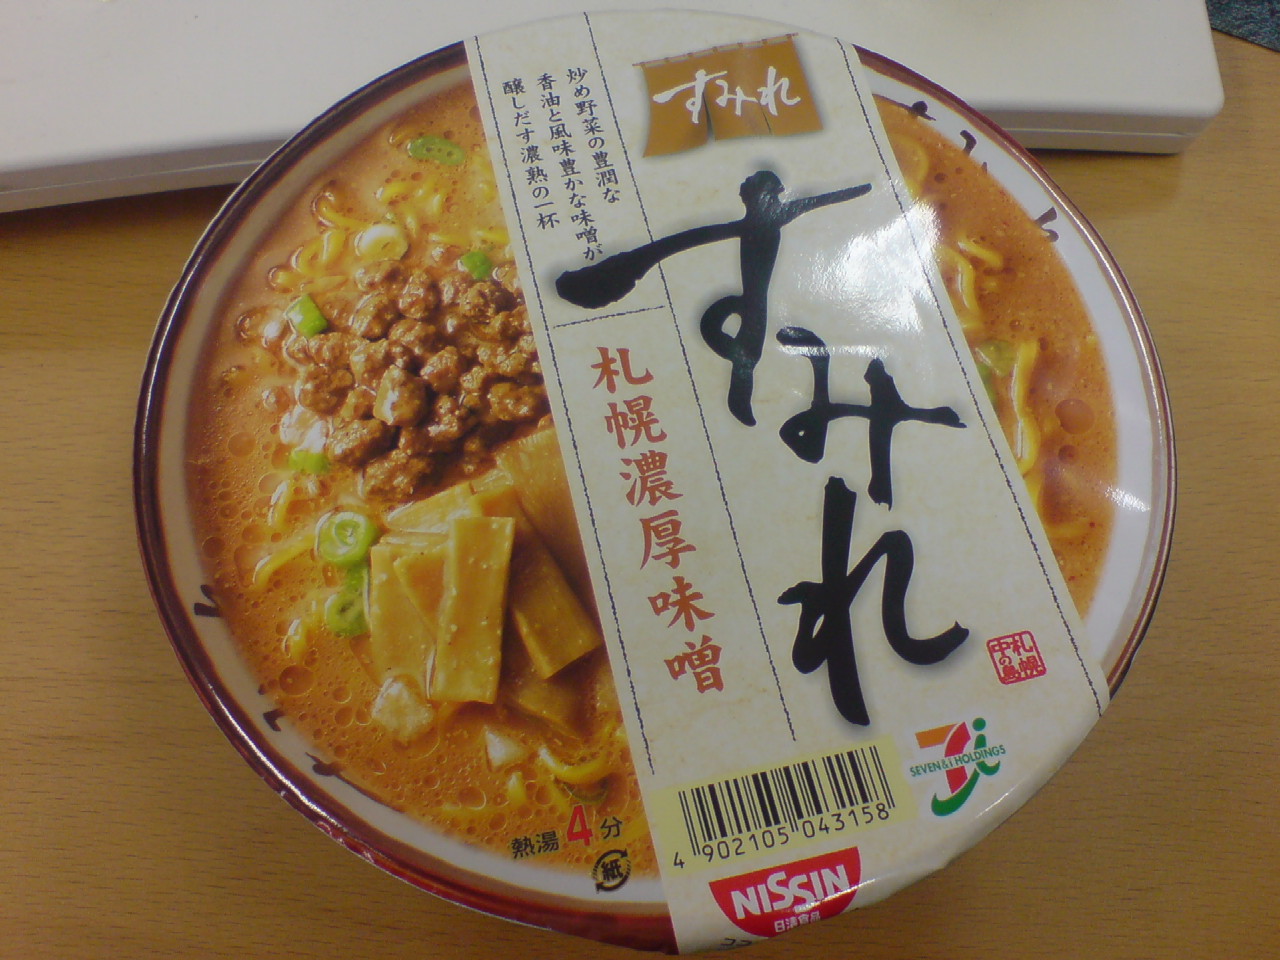 すみれ
炒め野菜の豊潤な
香油と風味豊かな味噌が
醸しだす濃熟の一杯
すみれ
札幌濃厚味噌
札幌
中の島
SEVEN&i HOLDINGS
4 902105 043158
熱湯4分
紙
NISSIN
日清食品